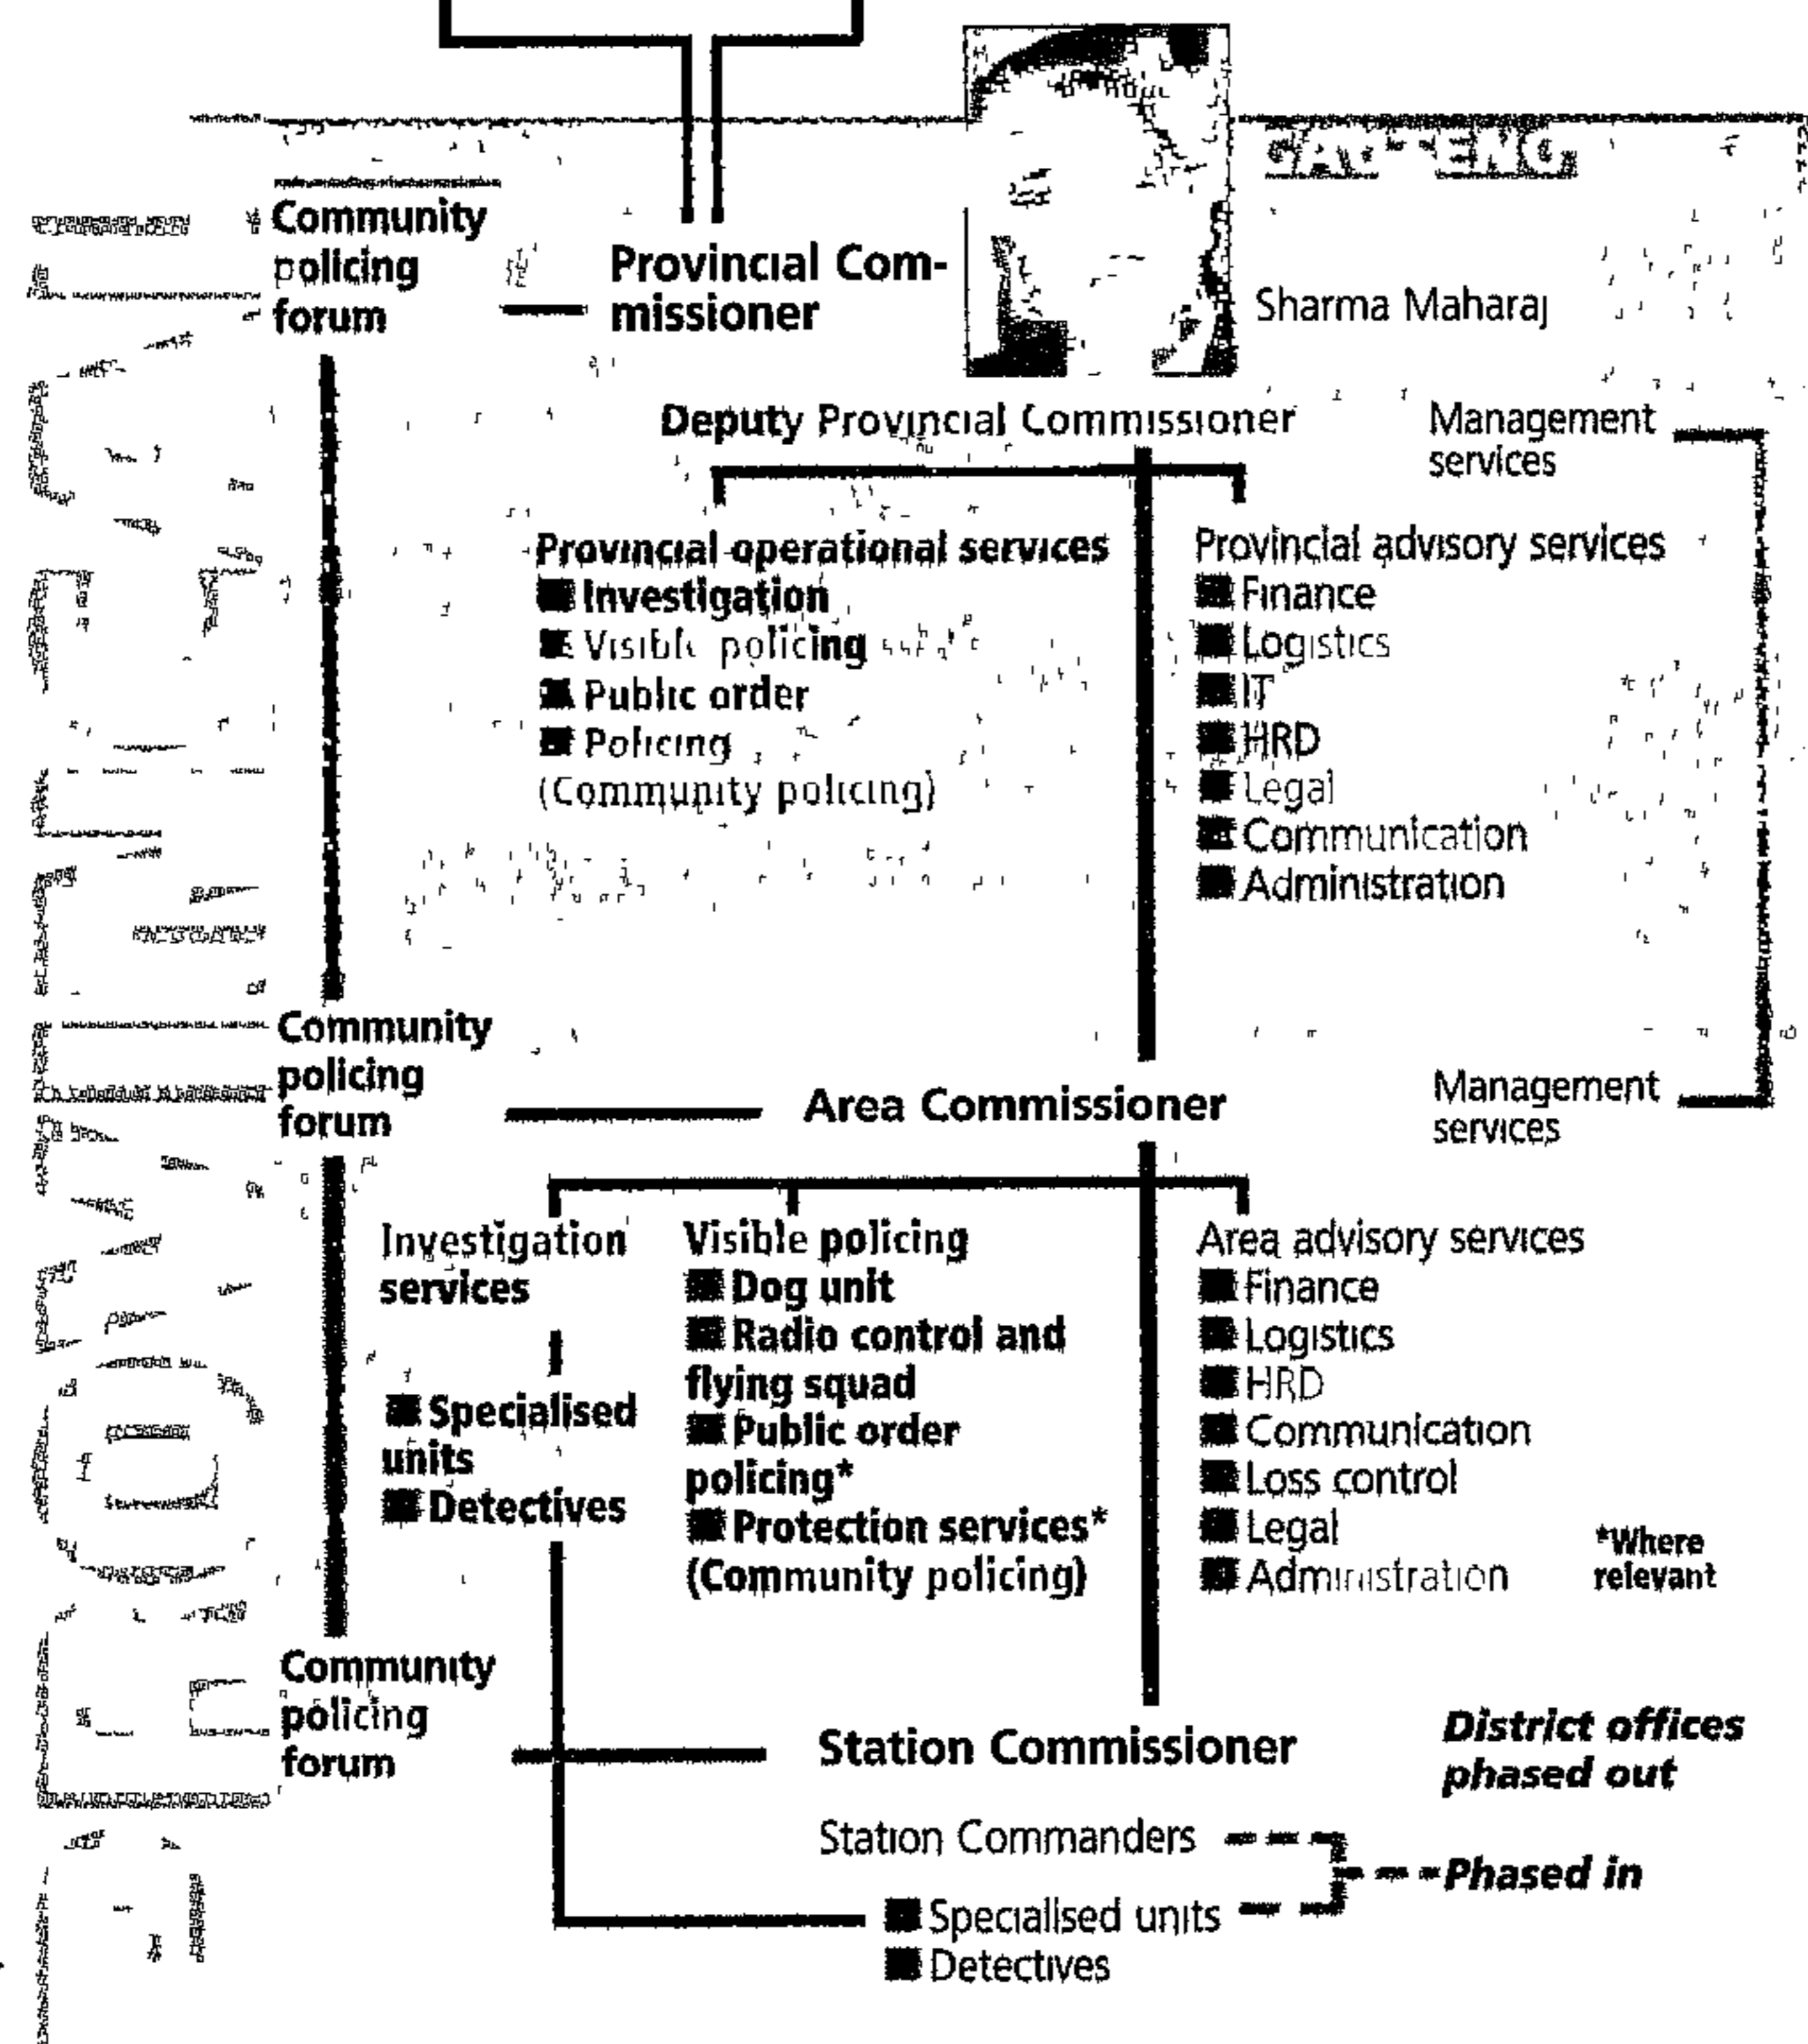 Community
policing
forum
Provincial Com-
missioner
Sharma Maharaj
Deputy Provincial Commissioner
Management
services
Provincial operational services
■ Investigation
■ Visible policing
■ Public order
■ Policing
(Community policing)
Provincial advisory services
■ Finance
■ Logistics
■ IT
■ HRD
■ Legal
■ Communication
■ Administration
Community
policing
forum
Area Commissioner
Management
services
Investigation
services
■ Specialised
units
■ Detectives
Visible policing
■ Dog unit
■ Radio control and
flying squad
■ Public order
policing*
■ Protection services*
(Community policing)
Area advisory services
■ Finance
■ Logistics
■ HRD
■ Communication
■ Loss control
■ Legal
■ Administration
*Where
relevant
Community
policing
forum
Station Commissioner
District offices
phased out
Station Commanders
Phased in
■ Specialised units
■ Detectives